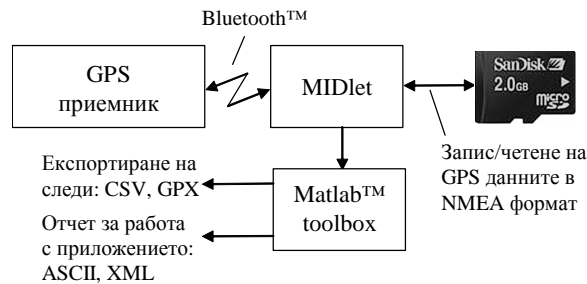 Bluetooth™
GPS
приемник
MIDlet
SanDisk
2.0GB
micro
SD
Запис/четене на
GPS данните в
NMEA формат
Експортиране на
следи: CSV, GPX
Matlab™
toolbox
Отчет за работа
с приложението:
ASCII, XML